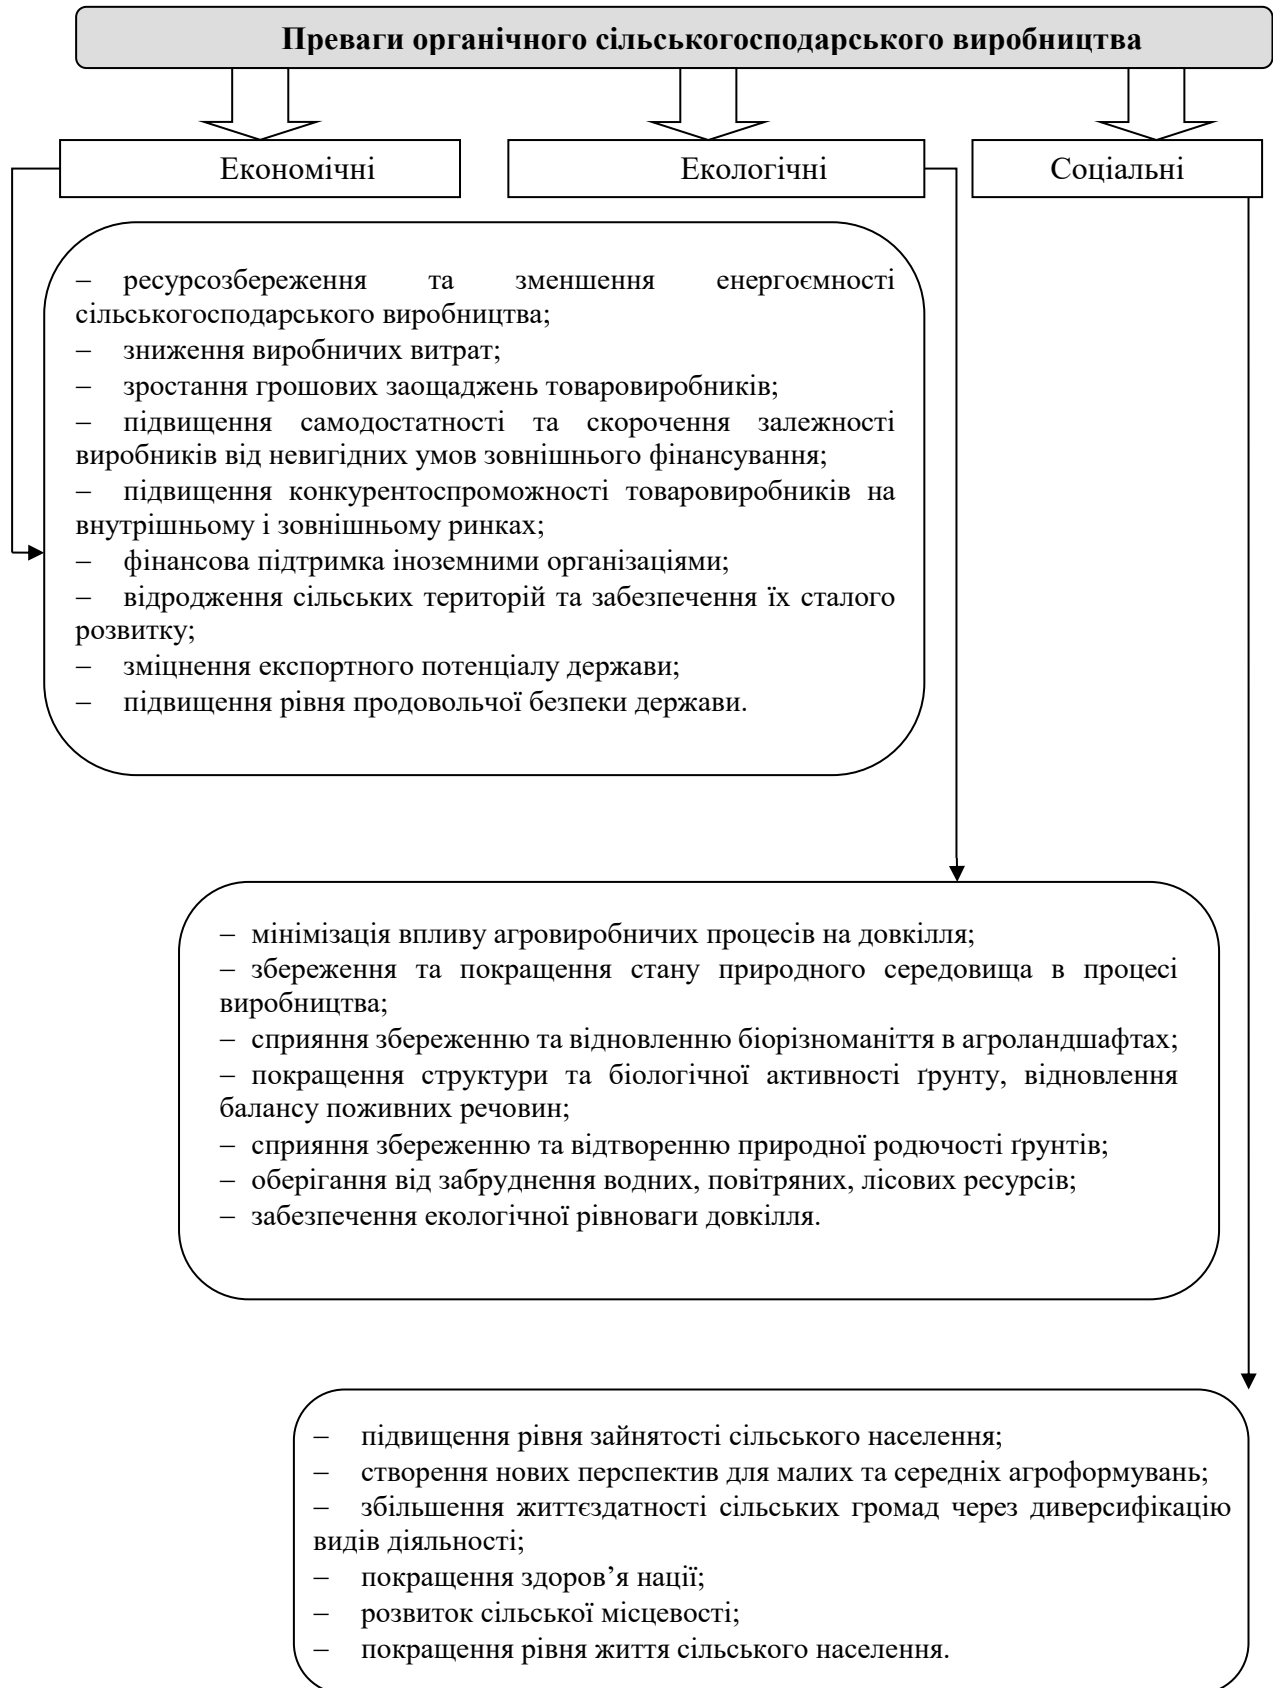 Преваги органічного сільськогосподарського виробництва
Економічні
Екологічні
Соціальні
– ресурсозбереження та зменшення енергоємності
сільськогосподарського виробництва;
– зниження виробничих витрат;
– зростання грошових заощаджень товаровиробників;
– підвищення самодостатності та скорочення залежності
виробників від невигідних умов зовнішнього фінансування;
– підвищення конкурентоспроможності товаровиробників на
внутрішньому і зовнішньому ринках;
– фінансова підтримка іноземними організаціями;
– відродження сільських територій та забезпечення їх сталого
розвитку;
– зміцнення експортного потенціалу держави;
– підвищення рівня продовольчої безпеки держави.
– мінімізація впливу агровиробничих процесів на довкілля;
– збереження та покращення стану природного середовища в процесі
виробництва;
– сприяння збереженню та відновленню біорізноманіття в агроландшафтах;
– покращення структури та біологічної активності ґрунту, відновлення
балансу поживних речовин;
– сприяння збереженню та відтворенню природної родючості ґрунтів;
– оберігання від забруднення водних, повітряних, лісових ресурсів;
– забезпечення екологічної рівноваги довкілля.
– підвищення рівня зайнятості сільського населення;
– створення нових перспектив для малих та середніх агроформувань;
– збільшення життєздатності сільських громад через диверсифікацію
видів діяльності;
– покращення здоров’я нації;
– розвиток сільської місцевості;
– покращення рівня життя сільського населення.